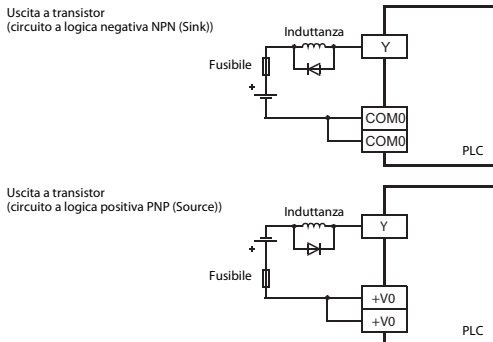 Uscita a transistor
(circuito a logica negativa NPN (Sink))
Induttanza
Y
Fusibile
+
COM0
COM0
PLC
Uscita a transistor
(circuito a logica positiva PNP (Source))
Induttanza
Y
+
Fusibile
+V0
+V0
PLC